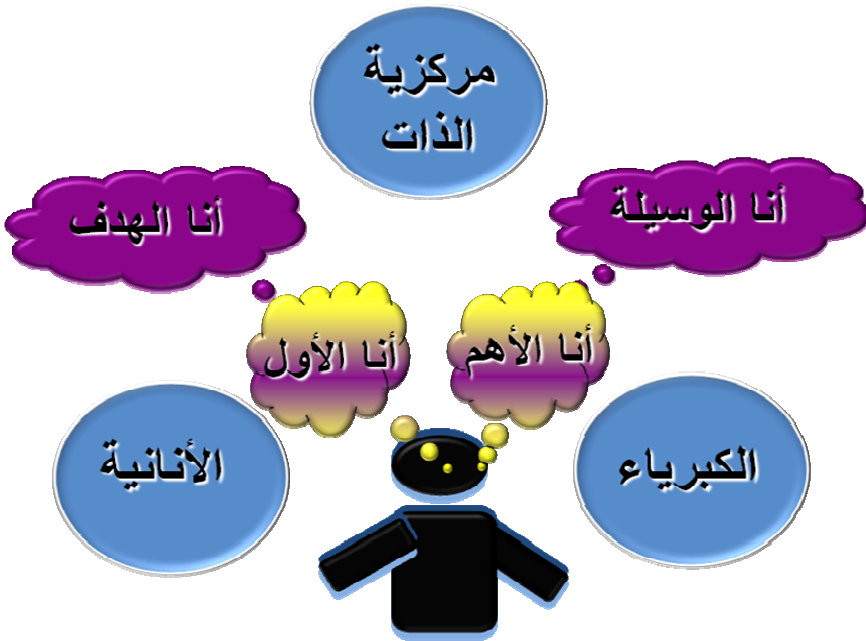 مركزية
الذات
أنا الوسيلة
أنا الهدف
أنا الأهم
أنا الأول
الكبرياء
الأنانية